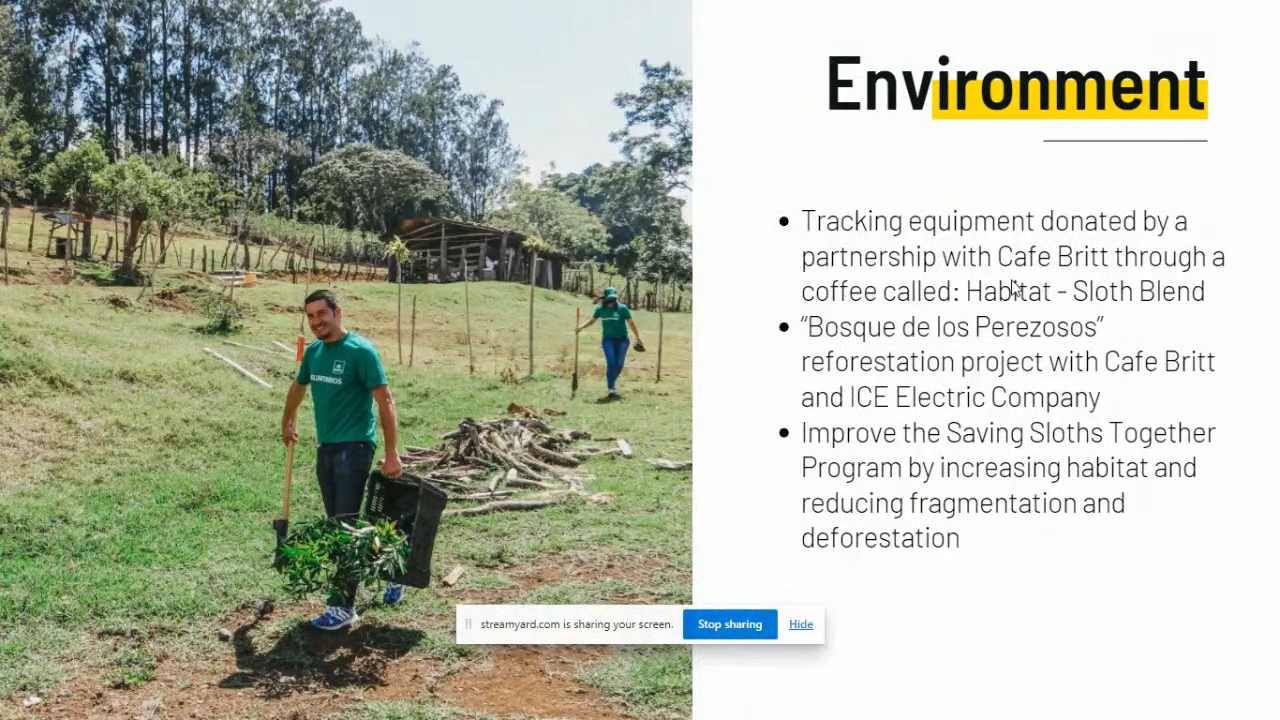 Environment
• Tracking equipment donated by a
partnership with Cafe Britt through a
coffee called: Habitat - Sloth Blend
• “Bosque de los Perezosos”
reforestation project with Cafe Britt
and ICE Electric Company
• Improve the Saving Sloths Together
Program by increasing habitat and
reducing fragmentation and
deforestation
VOLUNTARIOS
streamyard.com is sharing your screen.
Stop sharing
Hide